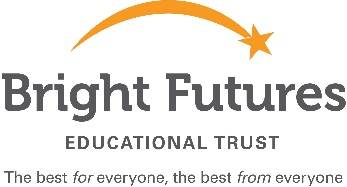 Bright Futures
EDUCATIONAL TRUST
The best for everyone, the best from everyone